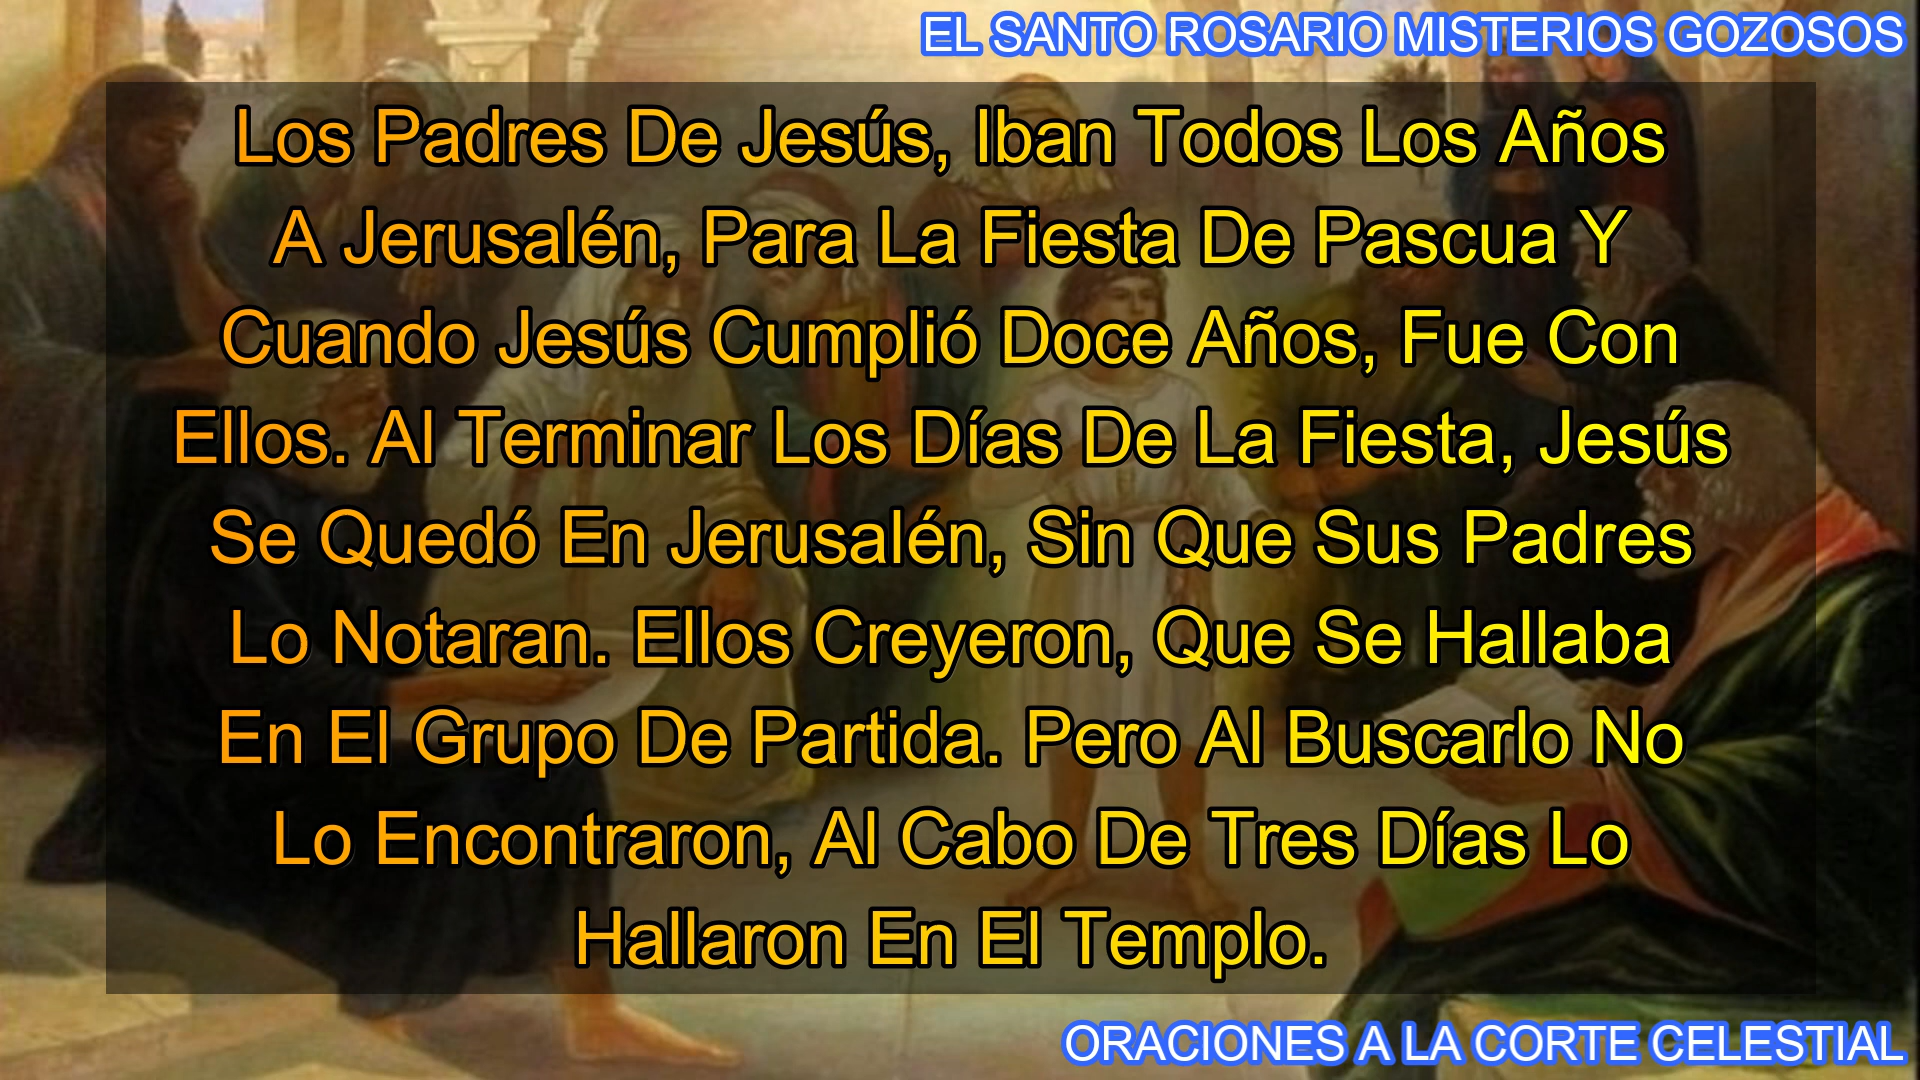 EL SANTO ROSARIO MISTERIOS GOZOSOS
Los Padres De Jesús, Iban Todos Los Años
A Jerusalén, Para La Fiesta De Pascua Y
Cuando Jesús Cumplió Doce Años, Fue Con
Ellos. Al Terminar Los Días De La Fiesta, Jesús
Se Quedó En Jerusalén, Sin Que Sus Padres
Lo Notaran. Ellos Creyeron, Que Se Hallaba
En El Grupo De Partida. Pero Al Buscarlo No
Lo Encontraron, Al Cabo De Tres Días Lo
Hallaron En El Templo.
ORACIONES A LA CORTE CELESTIAL